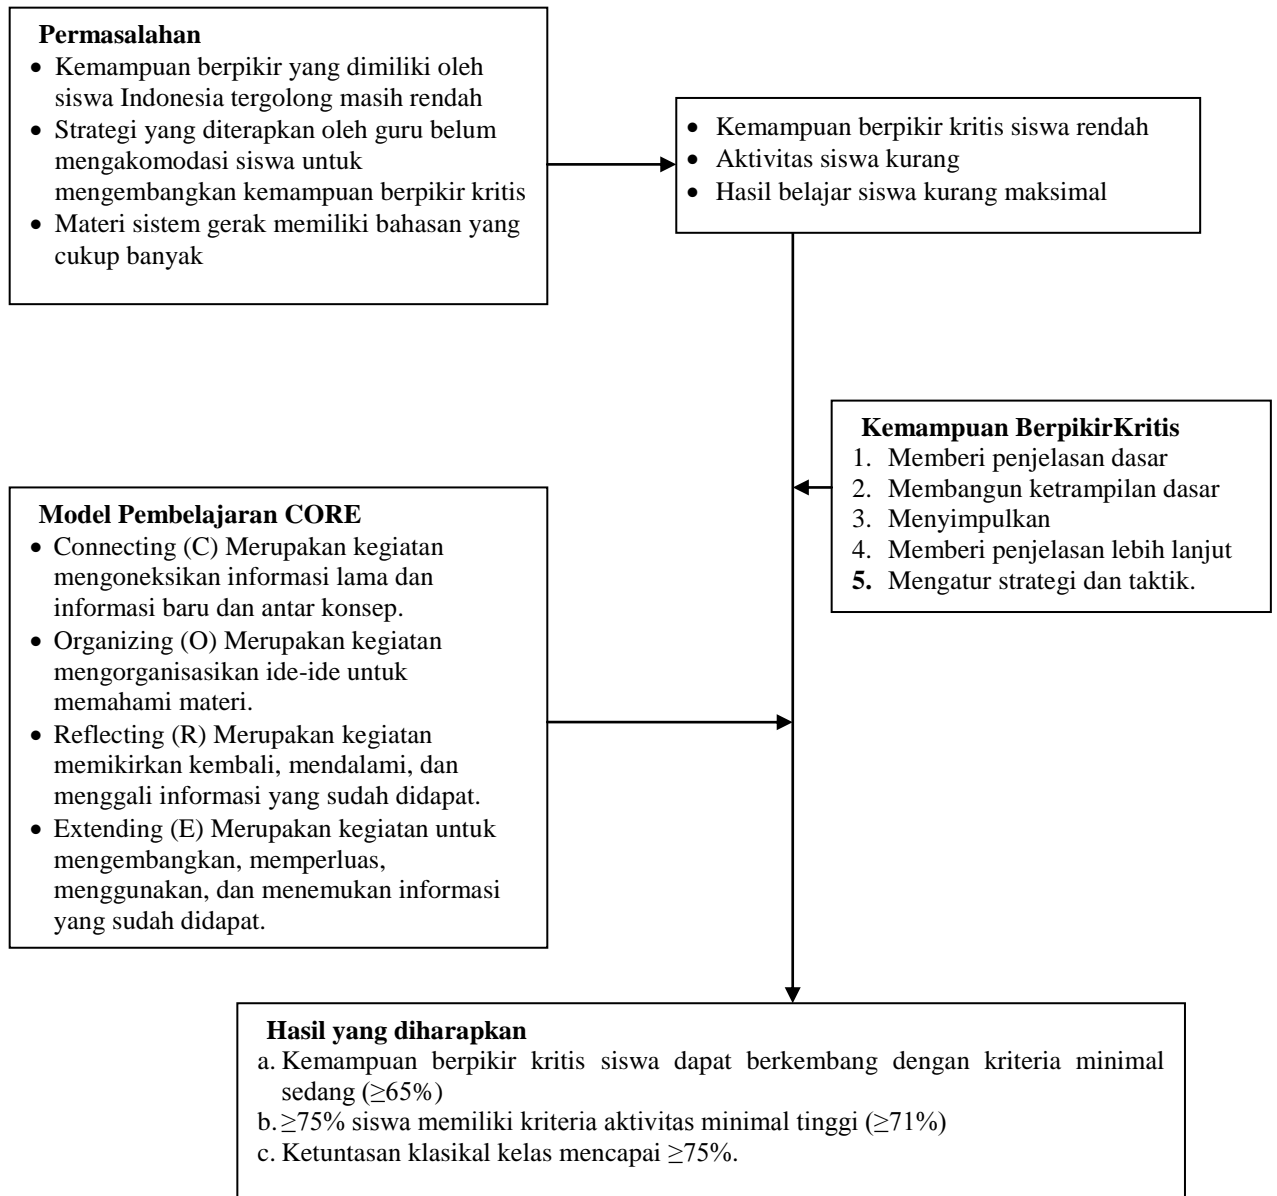 Permasalahan
• Kemampuan berpikir yang dimiliki oleh
siswa Indonesia tergolong masih rendah
• Strategi yang diterapkan oleh guru belum
mengakomodasi siswa untuk
mengembangkan kemampuan berpikir kritis
• Materi sistem gerak memiliki bahasan yang
cukup banyak
• Kemampuan berpikir kritis siswa rendah
• Aktivitas siswa kurang
• Hasil belajar siswa kurang maksimal
Kemampuan BerpikirKritis
1. Memberi penjelasan dasar
2. Membangun ketrampilan dasar
3. Menyimpulkan
4. Memberi penjelasan lebih lanjut
5. Mengatur strategi dan taktik.
Model Pembelajaran CORE
• Connecting (C) Merupakan kegiatan
mengoneksikan informasi lama dan
informasi baru dan antar konsep.
• Organizing (O) Merupakan kegiatan
mengorganisasikan ide-ide untuk
memahami materi.
• Reflecting (R) Merupakan kegiatan
memikirkan kembali, mendalami, dan
menggali informasi yang sudah didapat.
• Extending (E) Merupakan kegiatan untuk
mengembangkan, memperluas,
menggunakan, dan menemukan informasi
yang sudah didapat.
Hasil yang diharapkan
a. Kemampuan berpikir kritis siswa dapat berkembang dengan kriteria minimal
sedang (≥65%)
b. ≥75% siswa memiliki kriteria aktivitas minimal tinggi (≥71%)
c. Ketuntasan klasikal kelas mencapai ≥75%.